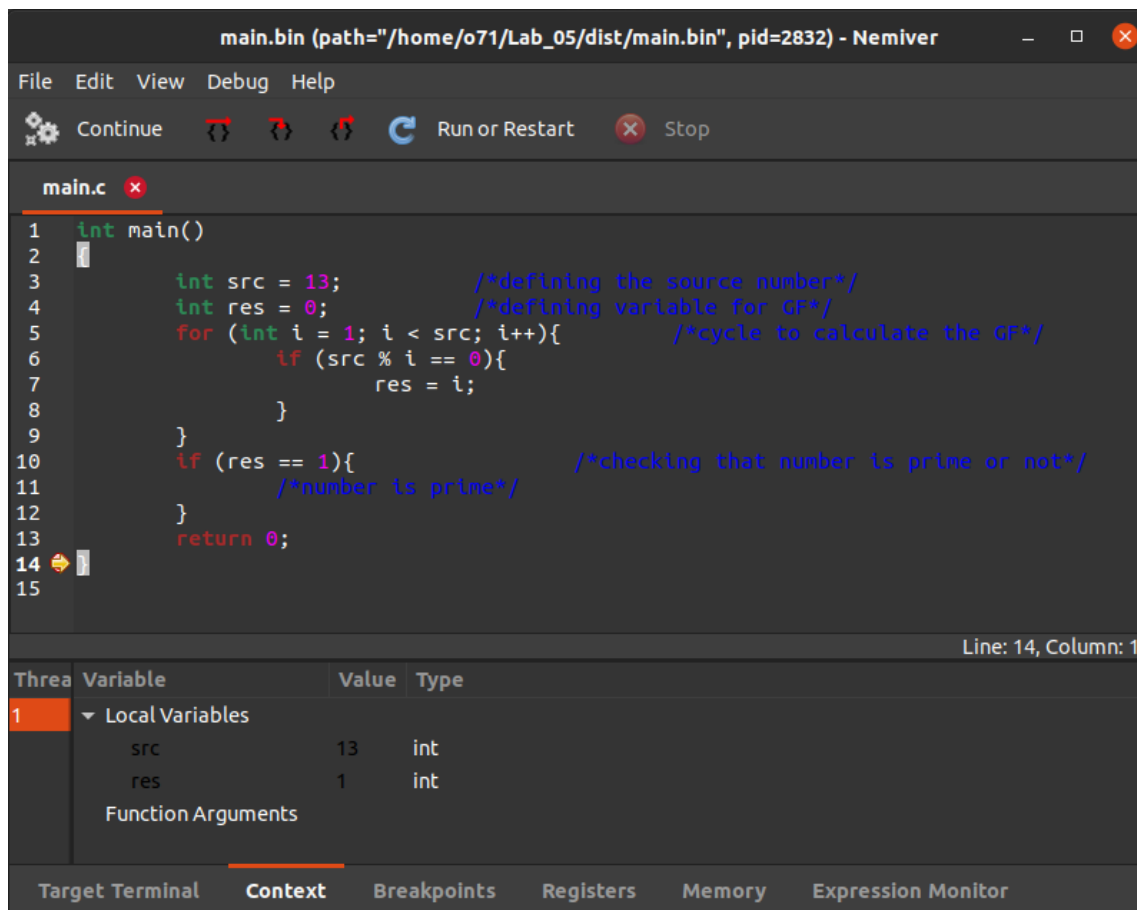 main.bin (path="/home/o71/Lab_05/dist/main.bin", pid=2832) - Nemiver
File Edit View Debug Help
Continue Run or Restart Stop
main.c
1 int main()
2 {
3 int src = 13; /*defining the source number*/
4 int res = 0; /*defining variable for GF*/
5 for (int i = 1; i < src; i++){ /*cycle to calculate the GF*/
6 if (src % i == 0){
7 res = i;
8 }
9 }
10 if (res == 1){ /*checking that number is prime or not*/
11 /*number is prime*/
12 }
13 return 0;
14 }
15
Line: 14, Column: 1
Threa Variable Value Type
1 Local Variables
src 13 int
res 1 int
Function Arguments
Target Terminal Context Breakpoints Registers Memory Expression Monitor